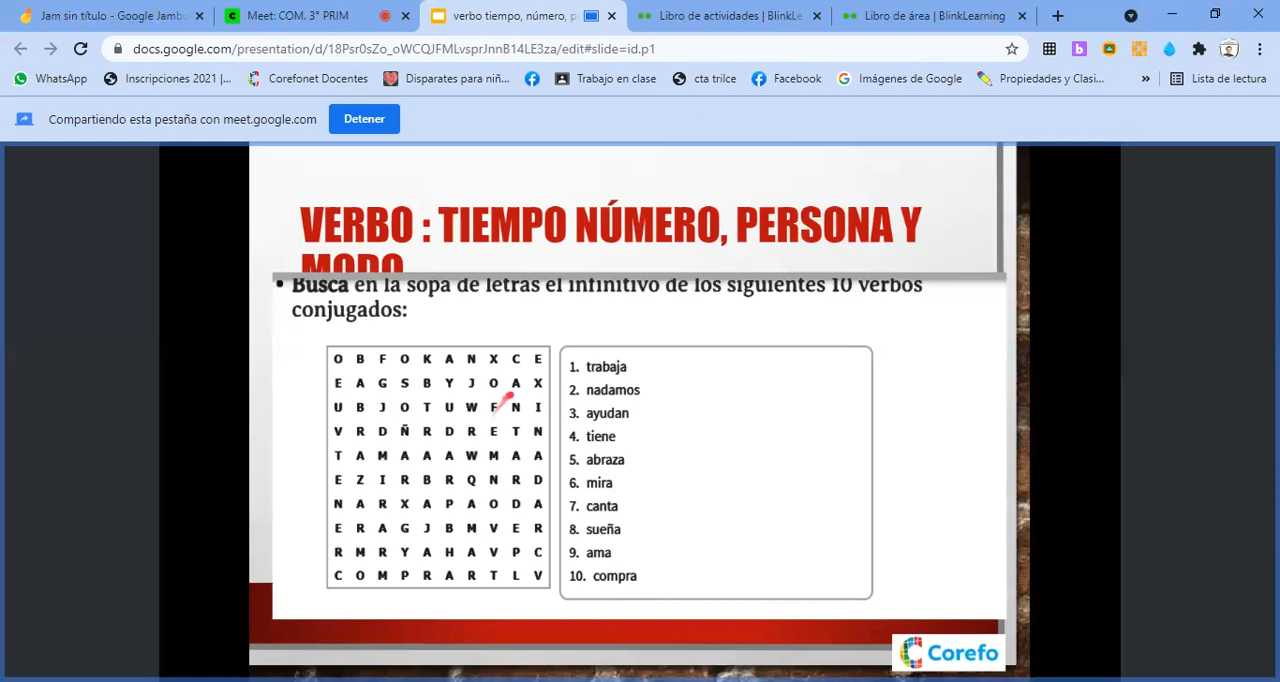 Jam sin título - Google Jamb
Meet: COM. 3° PRIM
verbo tiempo, número, p
Libro de actividades | BlinkLe
Libro de área | BlinkLearning
docs.google.com/presentation/d/18Psr0sZo_oWCQJFMLvsprJnnB14LE3za/edit#slide=id.p1
WhatsApp
Inscripciones 2021 |...
Corefonet Docentes
Disparates para niñ...
Trabajo en clase
cta trilce
Facebook
Imágenes de Google
Propiedades y Clasi...
»
Lista de lectura
Compartiendo esta pestaña con meet.google.com
Detener
VERBO : TIEMPO NÚMERO, PERSONA Y
MODO
• Busca en la sopa de letras el infinitivo de los siguientes 10 verbos
conjugados:
O B F O K A N X C E
E A G S B Y J O A X
U B J O T U W F N I
V R D Ñ R D R E T N
T A M A A A W M A A
Z I R B R Q N R D
N A R X A P A O D A
E R A G J B M V E R
R M R Y A H A V P C
C O M P R A R T L V
1. trabaja
2. nadamos
3. ayudan
4. tiene
5. abraza
6. mira
7. canta
8. sueña
9. ama
10. compra
Corefo